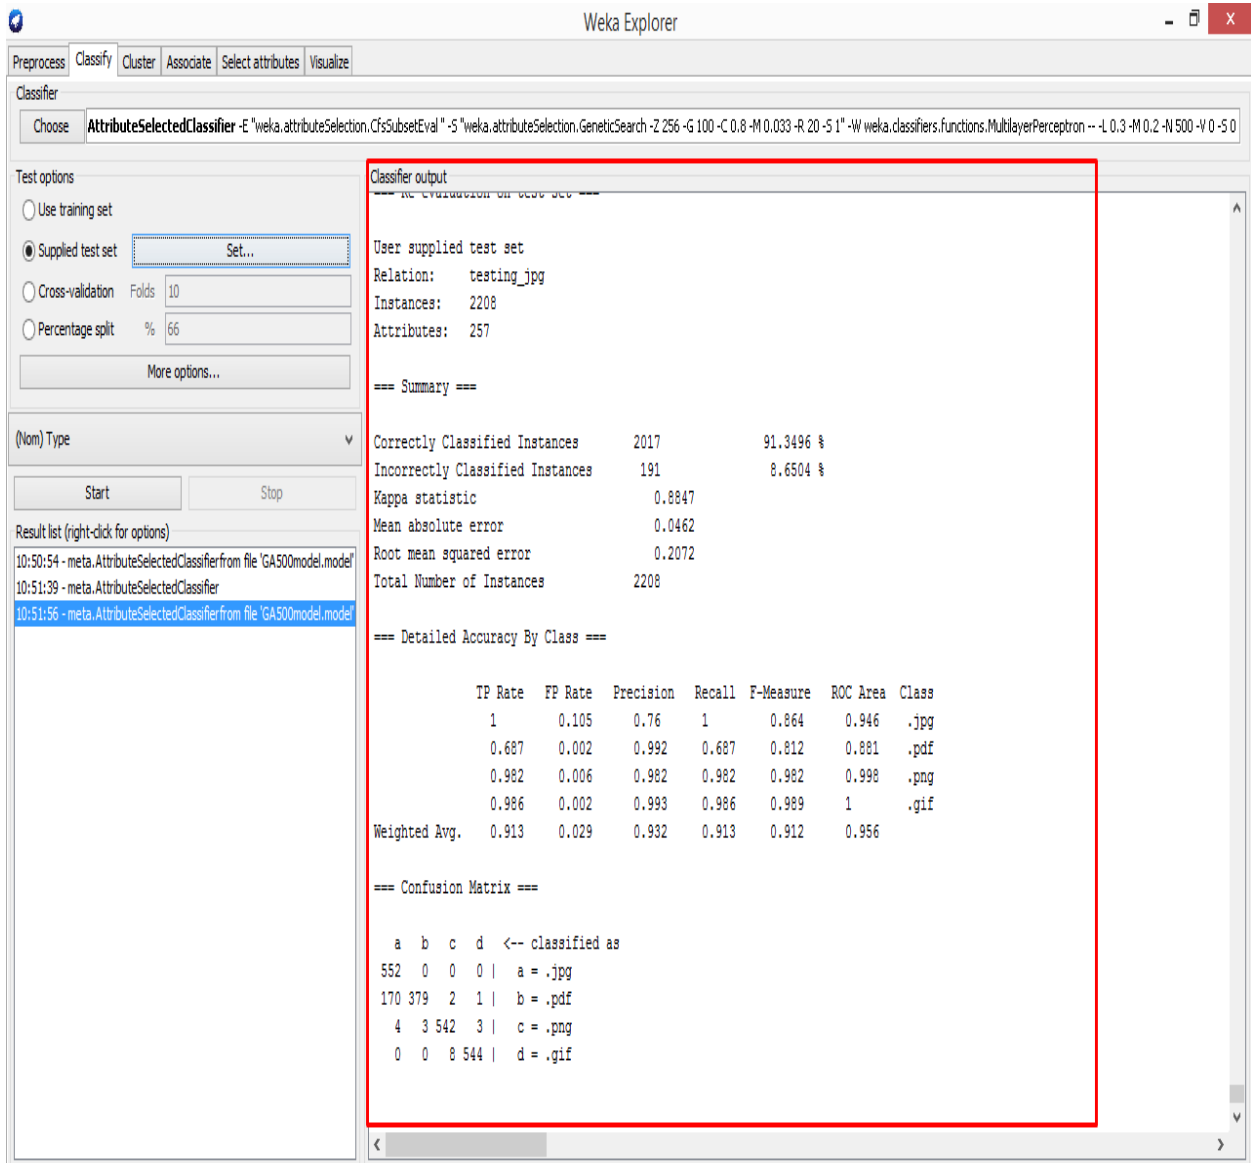 Weka Explorer
Preprocess Classify Cluster Associate Select attributes Visualize
Classifier
Choose AttributeSelectedClassifier -E "weka.attributeSelection.CfsSubsetEval " -S "weka.attributeSelection.GeneticSearch -Z 256 -G 100 -C 0.8 -M 0.033 -R 20 -S 1" -W weka.classifiers.functions.MultilayerPerceptron -- -L 0.3 -M 0.2 -N 500 -V 0 -S 0
Test options
Use training set
Supplied test set Set...
Cross-validation Folds 10
Percentage split % 66
More options...
(Nom) Type
Start Stop
Result list (right-click for options)
10:50:54 - meta.AttributeSelectedClassifierfrom file 'GA500model.model'
10:51:39 - meta.AttributeSelectedClassifier
10:51:56 - meta.AttributeSelectedClassifierfrom file 'GA500model.model'
Classifier output
=== Re-evaluation on test set ===
User supplied test set
Relation: testing_jpg
Instances: 2208
Attributes: 257
=== Summary ===
Correctly Classified Instances 2017 91.3496 %
Incorrectly Classified Instances 191 8.6504 %
Kappa statistic 0.8847
Mean absolute error 0.0462
Root mean squared error 0.2072
Total Number of Instances 2208
=== Detailed Accuracy By Class ===
TP Rate FP Rate Precision Recall F-Measure ROC Area Class
1 0.105 0.76 1 0.864 0.946 .jpg
0.687 0.002 0.992 0.687 0.812 0.881 .pdf
0.982 0.006 0.982 0.982 0.982 0.998 .png
0.986 0.002 0.993 0.986 0.989 1 .gif
Weighted Avg. 0.913 0.029 0.932 0.913 0.912 0.956
=== Confusion Matrix ===
a b c d <-- classified as
552 0 0 0 | a = .jpg
170 379 2 1 | b = .pdf
4 3 542 3 | c = .png
0 0 8 544 | d = .gif